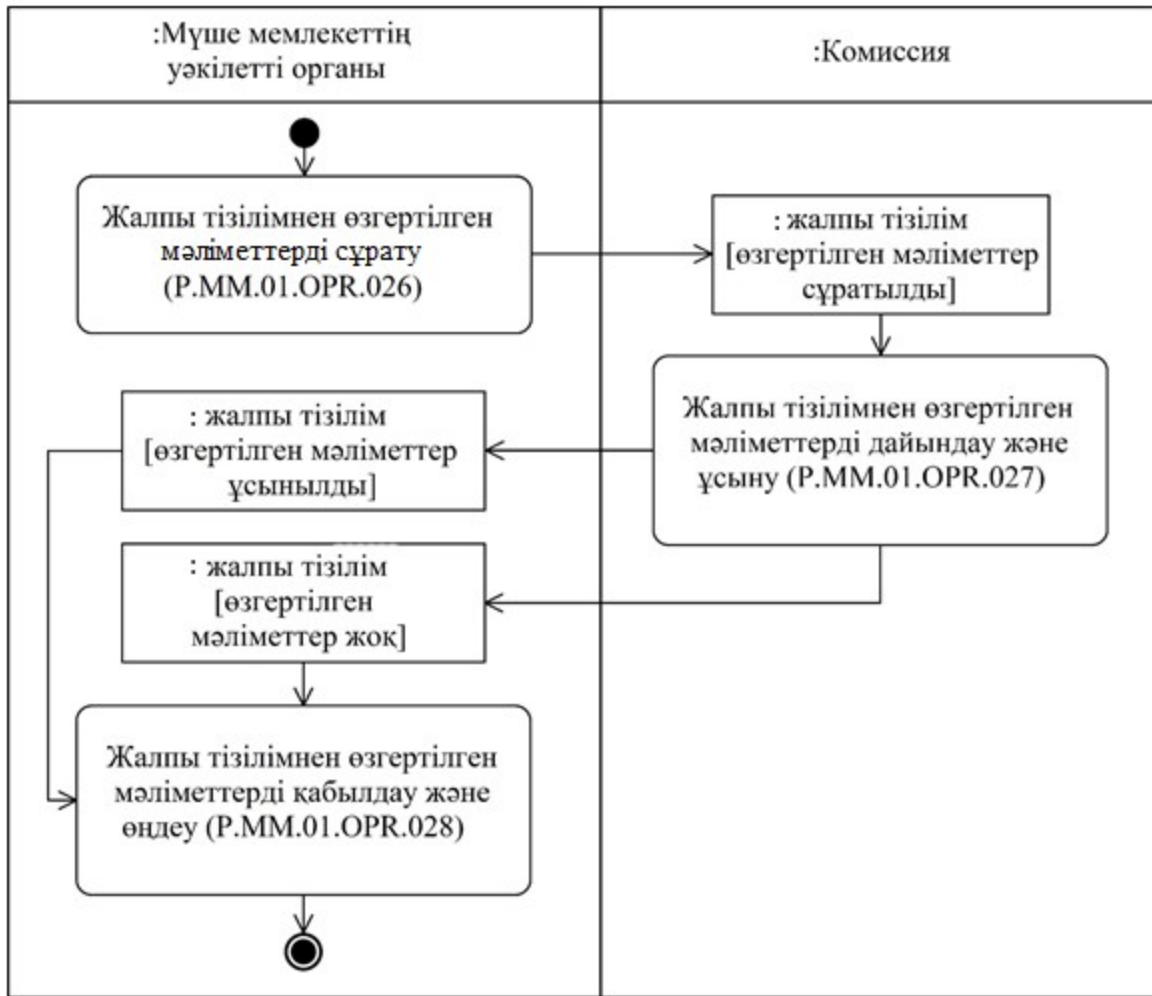 :Мүше мемлекеттің
уәкілетті органы
:Комиссия
Жалпы тізілімнен өзгертілген
мәліметтерді сұрату
(P.MM.01.OPR.026)
: жалпы тізілім
[өзгертілген мәліметтер
сұратылды]
Жалпы тізілімнен өзгертілген
мәліметтерді дайындау және
ұсыну (P.MM.01.OPR.027)
: жалпы тізілім
[өзгертілген мәліметтер
ұсынылды]
: жалпы тізілім
[өзгертілген
мәліметтер жоқ]
Жалпы тізілімнен өзгертілген
мәліметтерді қабылдау және
өңдеу (P.MM.01.OPR.028)